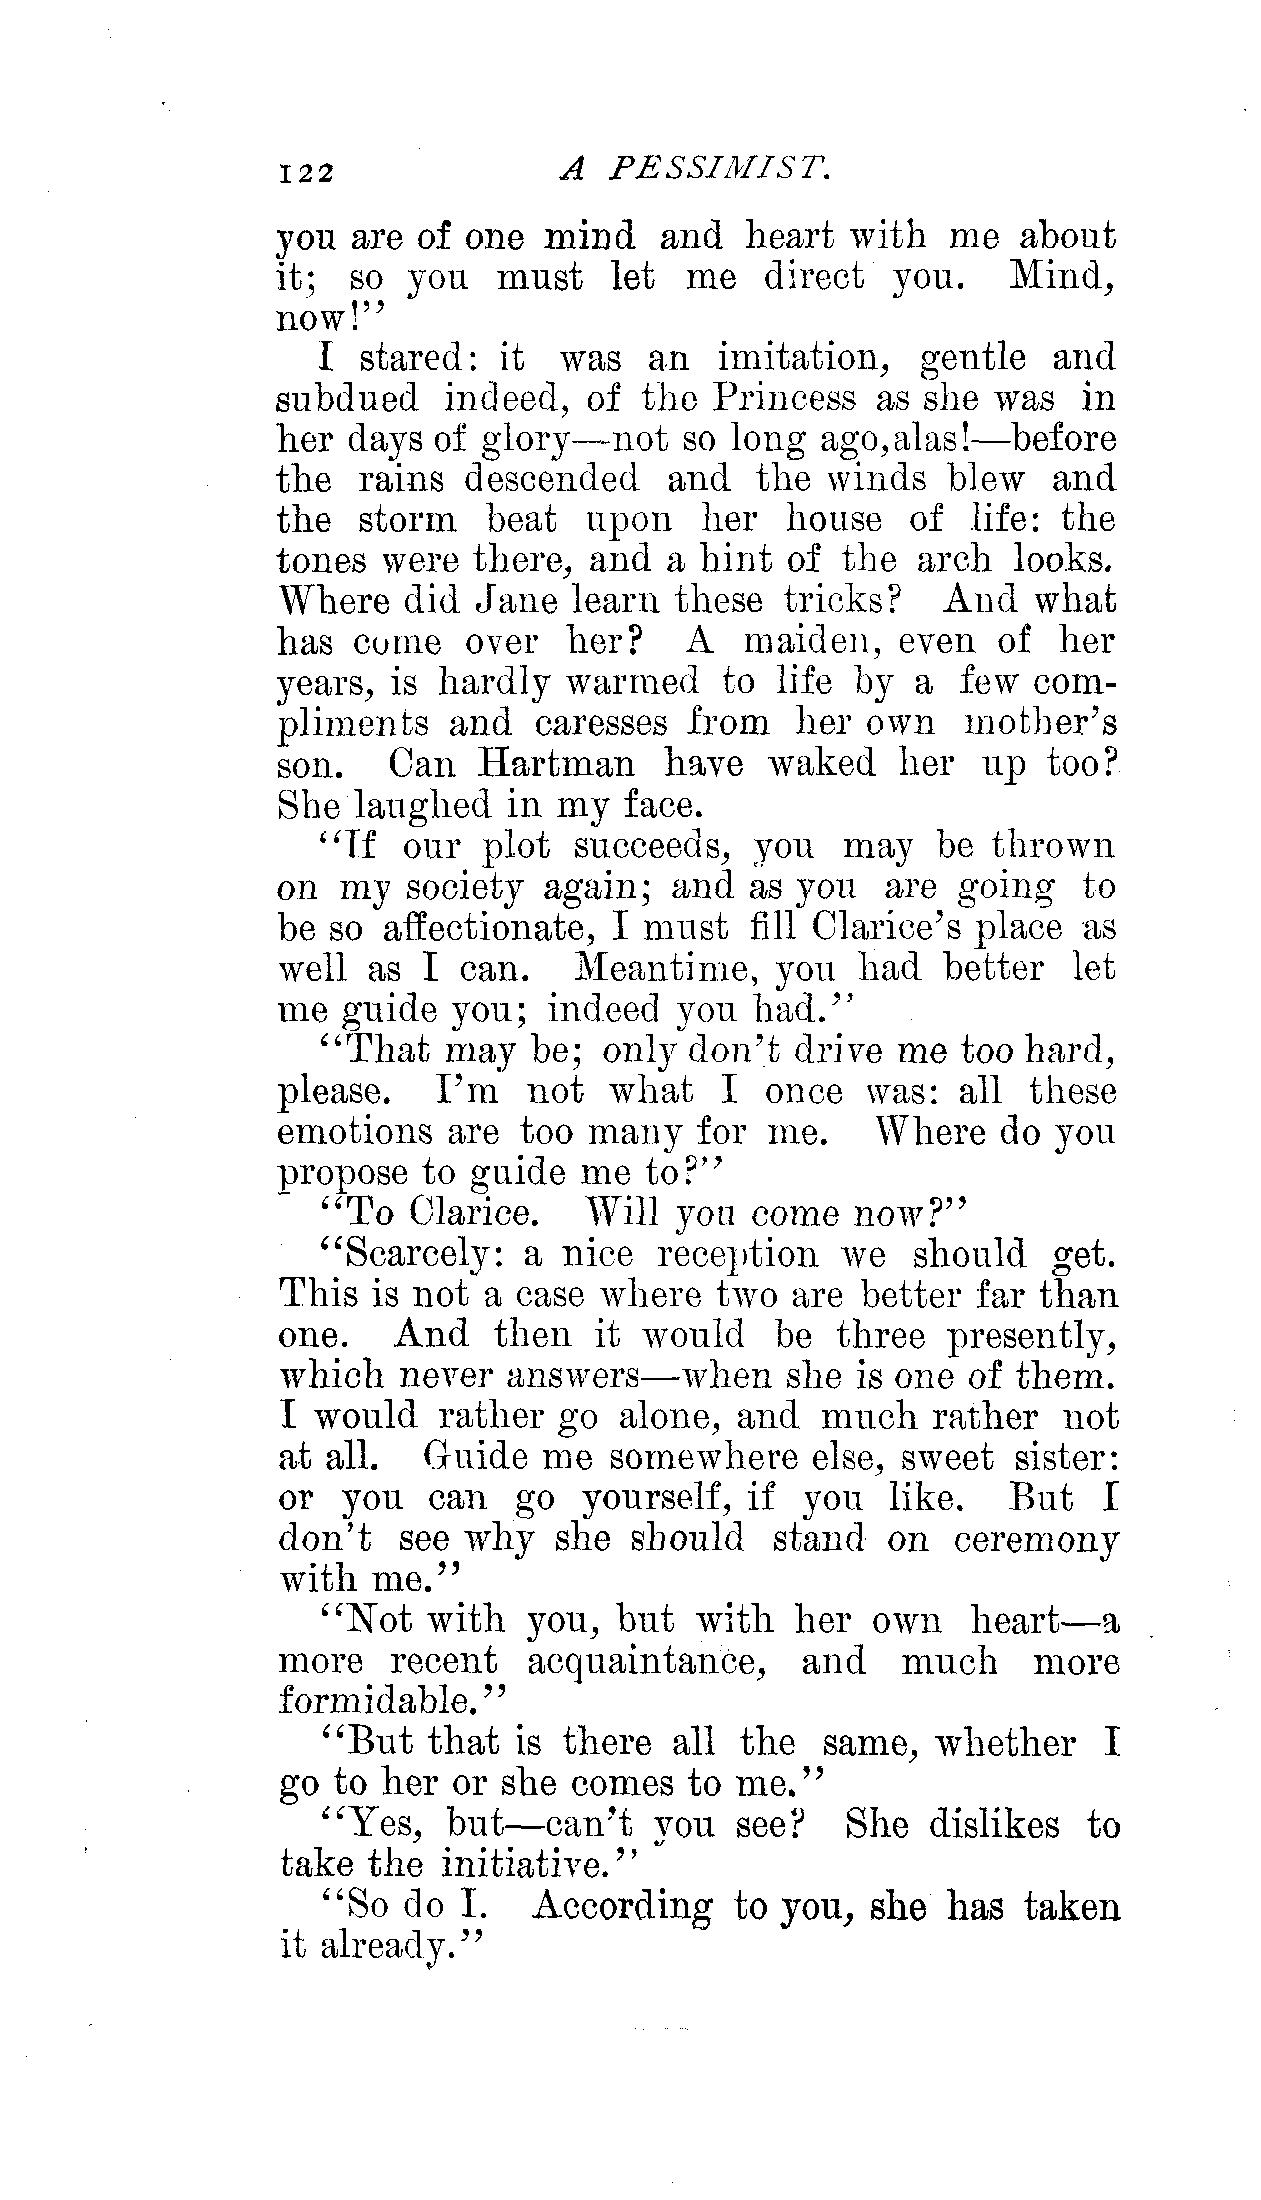 122 A PESSIMIST.
you are of one mind and heart with me about
it; so you must let me direct you. Mind,
now!"
I stared: it was an imitation, gentle and
subdued indeed, of the Princess as she was in
her days of glory—not so long ago,alas!—before
the rains descended and the winds blew and
the storm beat upon her house of life: the
tones were there, and a hint of the arch looks.
Where did Jane learn these tricks? And what
has come over her? A maiden, even of her
years, is hardly warmed to life by a few com-
pliments and caresses from her own mother's
son. Can Hartman have waked her up too?
She laughed in my face.
"If our plot succeeds, you may be thrown
on my society again; and as you are going to
be so affectionate, I must fill Clarice's place as
well as I can. Meantime, you had better let
me guide you; indeed you had."
"That may be; only don't drive me too hard,
please. I'm not what I once was: all these
emotions are too many for me. Where do you
propose to guide me to?"
"To Clarice. Will you come now?"
"Scarcely: a nice reception we should get.
This is not a case where two are better far than
one. And then it would be three presently,
which never answers—when she is one of them.
I would rather go alone, and much rather not
at all. Guide me somewhere else, sweet sister:
or you can go yourself, if you like. But I
don't see why she should stand on ceremony
with me."
"Not with you, but with her own heart—a
more recent acquaintance, and much more
formidable."
"But that is there all the same, whether I
go to her or she comes to me."
"Yes, but—can't you see? She dislikes to
take the initiative."
"So do I. According to you, she has taken
it already."